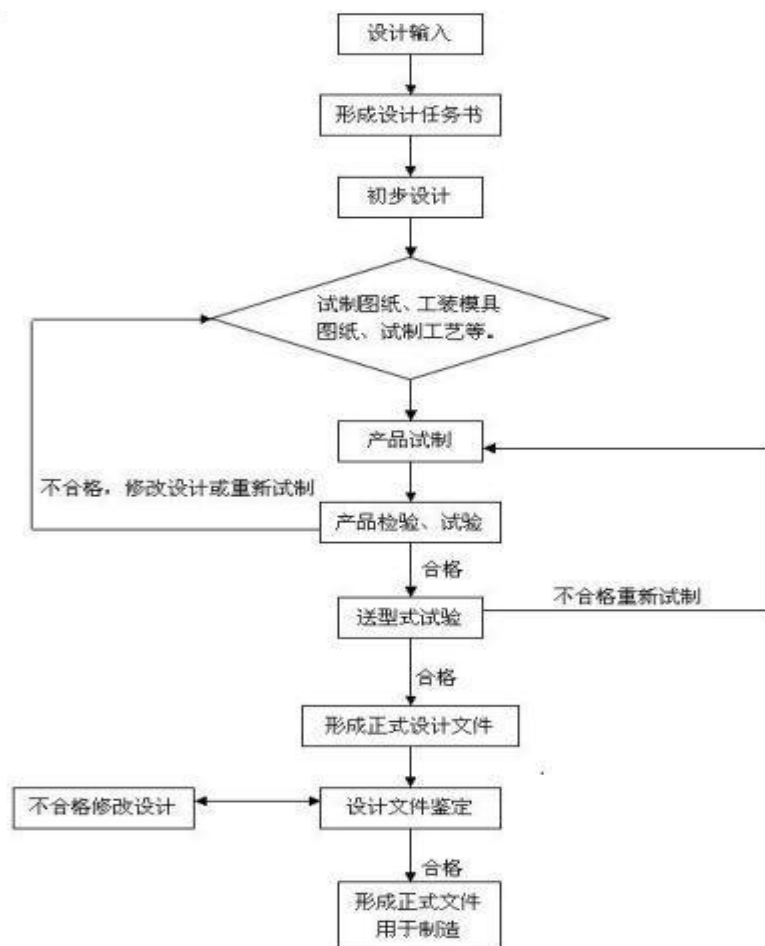 设计输入
形成设计任务书
初步设计
试制图纸、工装模具
图纸、试制工艺等。
产品试制
不合格，修改设计或重新试制
产品检验、试验
合格
送型式试验
不合格重新试制
合格
形成正式设计文件
不合格修改设计
设计文件鉴定
合格
形成正式文件
用于制造